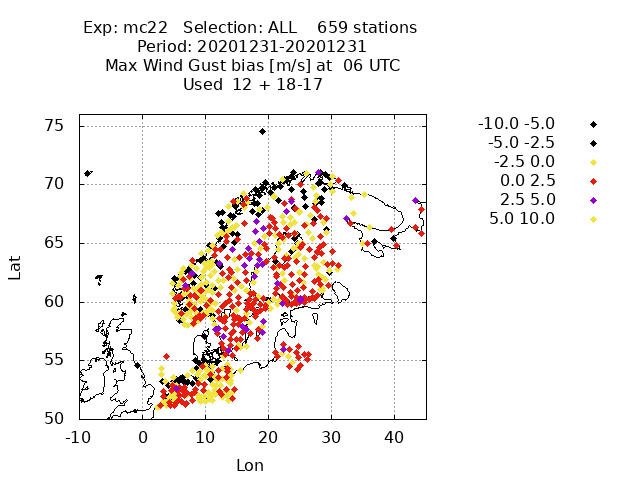 Exp: mc22 Selection: ALL 659 stations
Period: 20201231-20201231
Max Wind Gust bias [m/s] at 06 UTC
Used 12 + 18-17
-10.0 -5.0
-5.0 -2.5
-2.5 0.0
0.0 2.5
2.5 5.0
5.0 10.0
75
70
65
60
55
50
Lat
-10 0 10 20 30 40
Lon